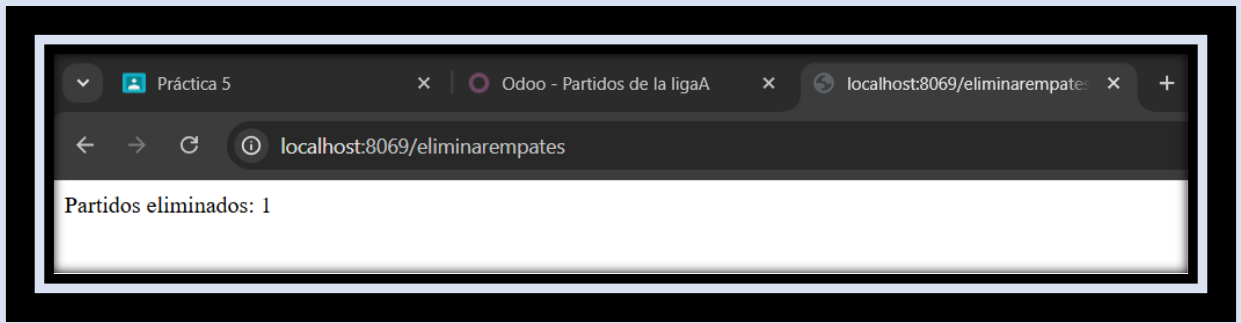 Práctica 5
Odoo - Partidos de la ligaA
localhost:8069/eliminarempates
localhost:8069/eliminarempates
Partidos eliminados: 1